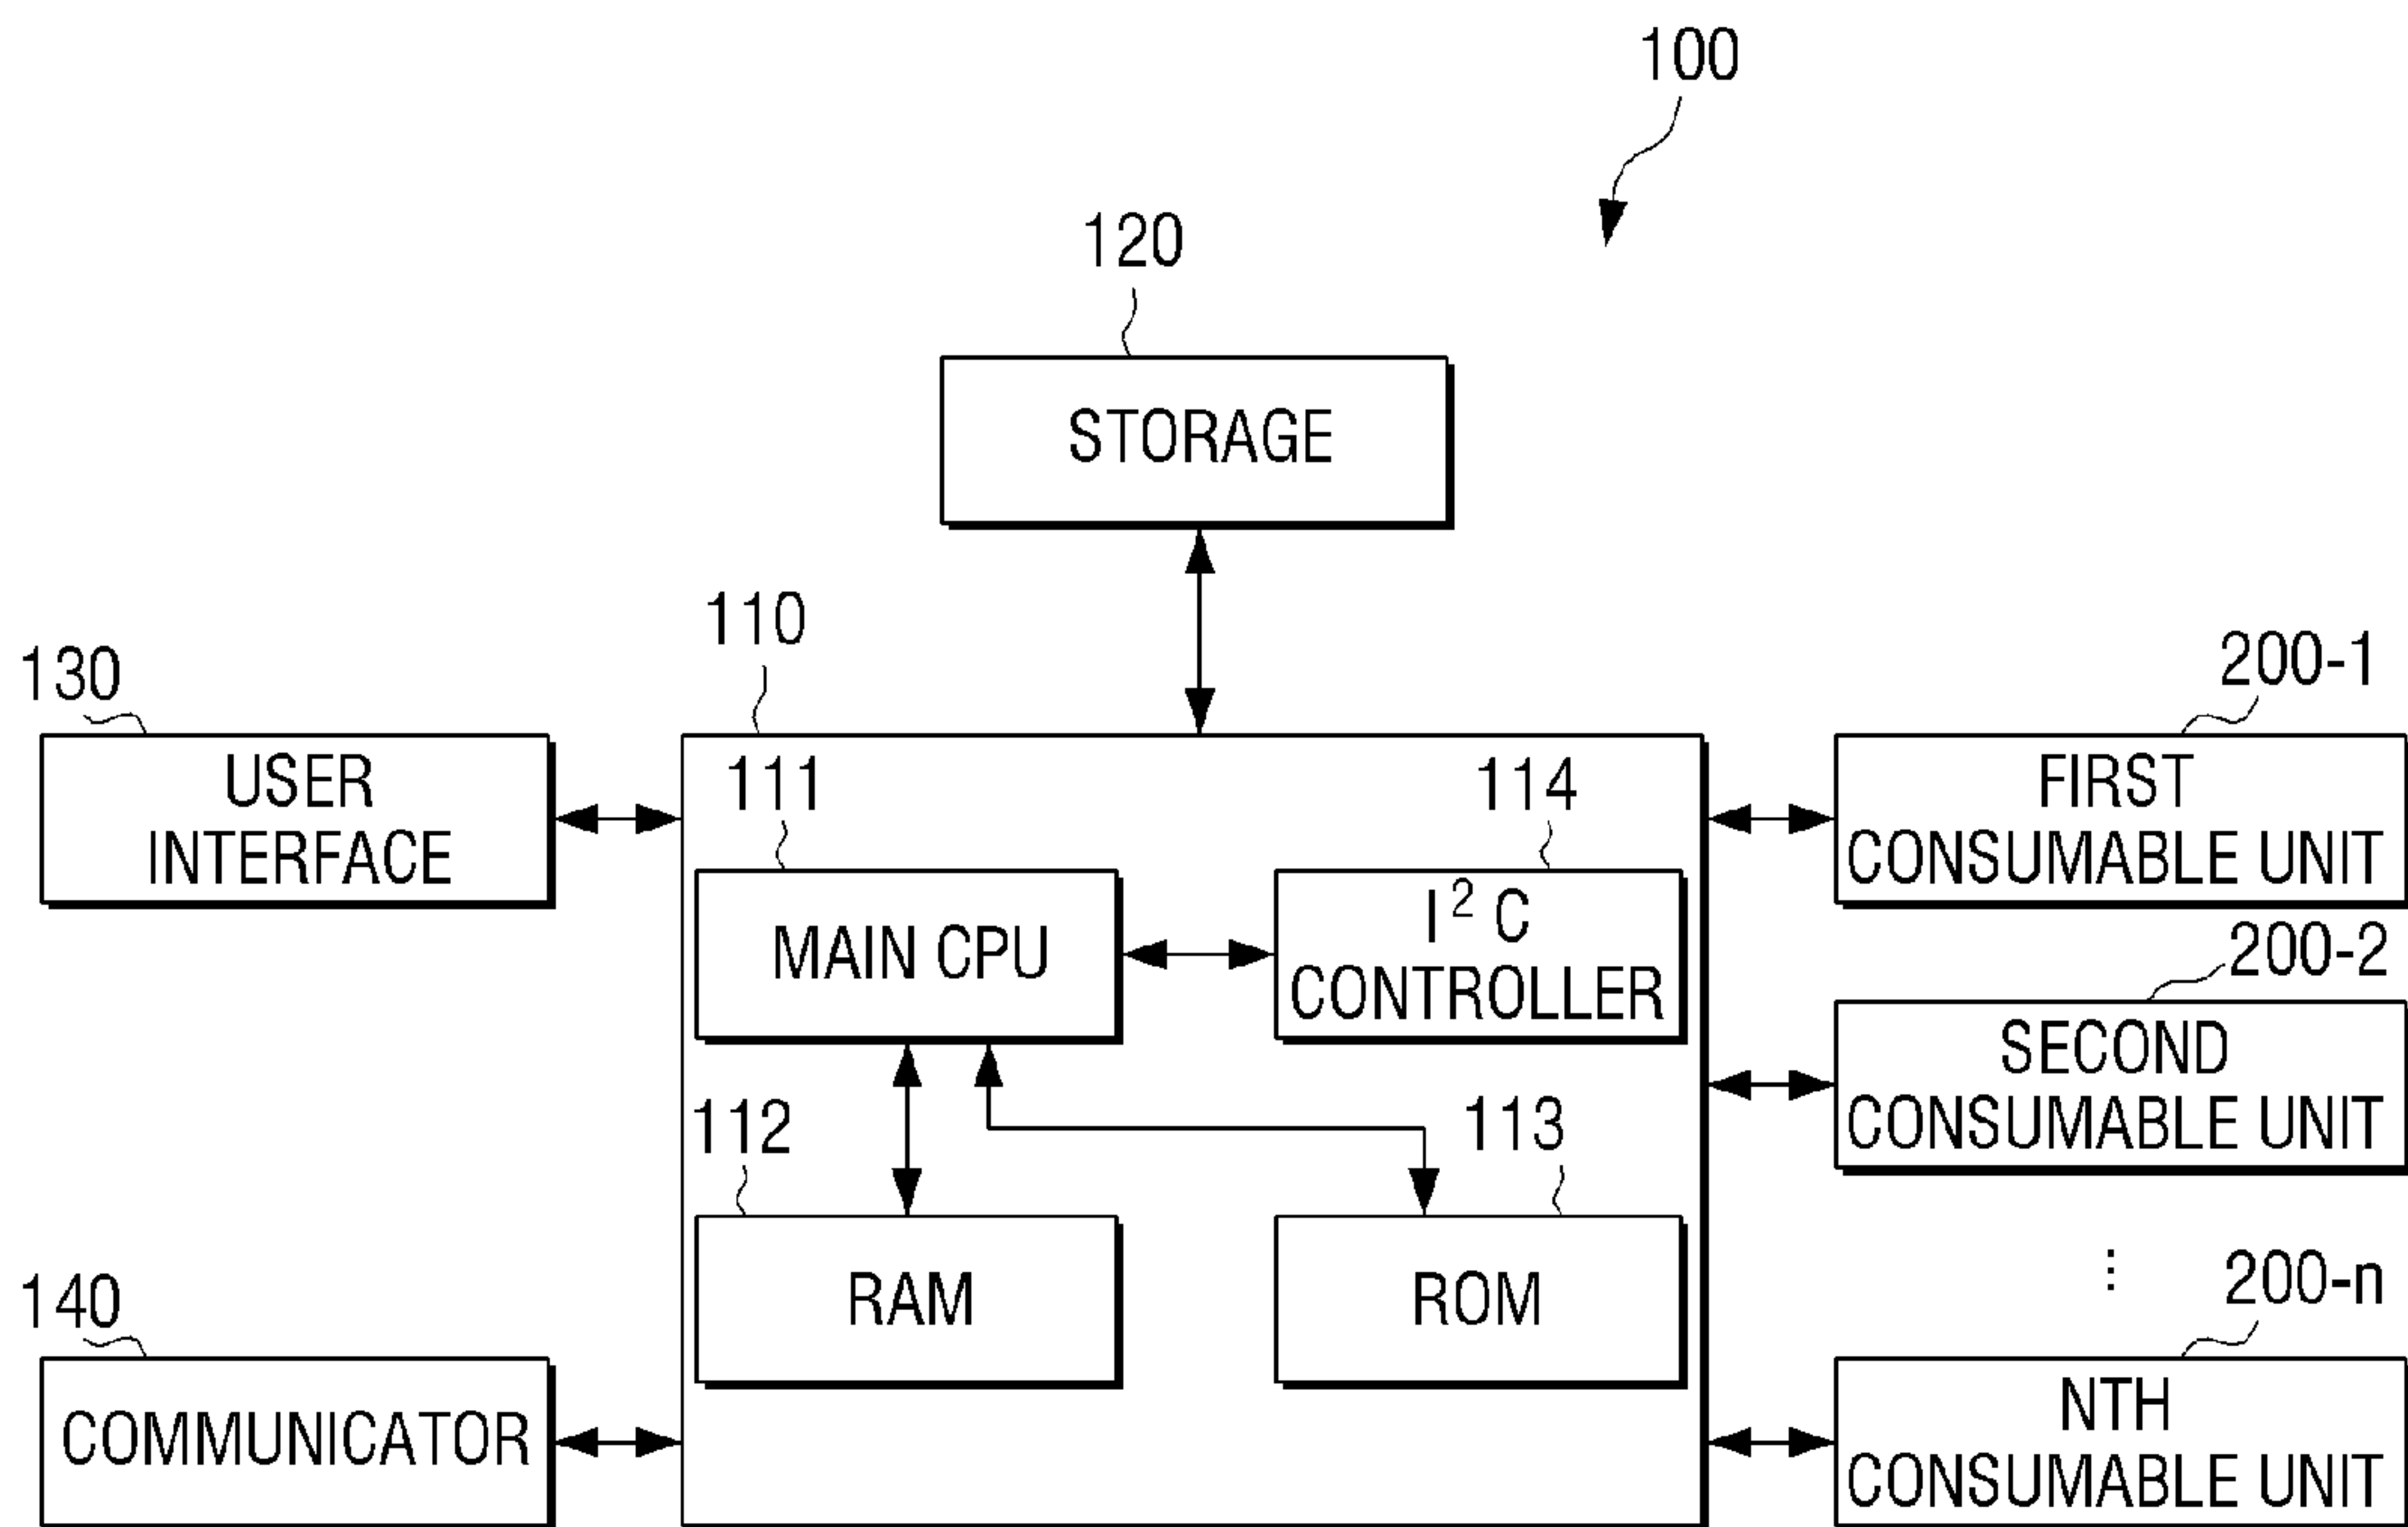 100
120
STORAGE
110
130
USER
INTERFACE
111
MAIN CPU
114
I² C
CONTROLLER
112
RAM
113
ROM
140
COMMUNICATOR
200-1
FIRST
CONSUMABLE UNIT
200-2
SECOND
CONSUMABLE UNIT
⋮
200-n
NTH
CONSUMABLE UNIT